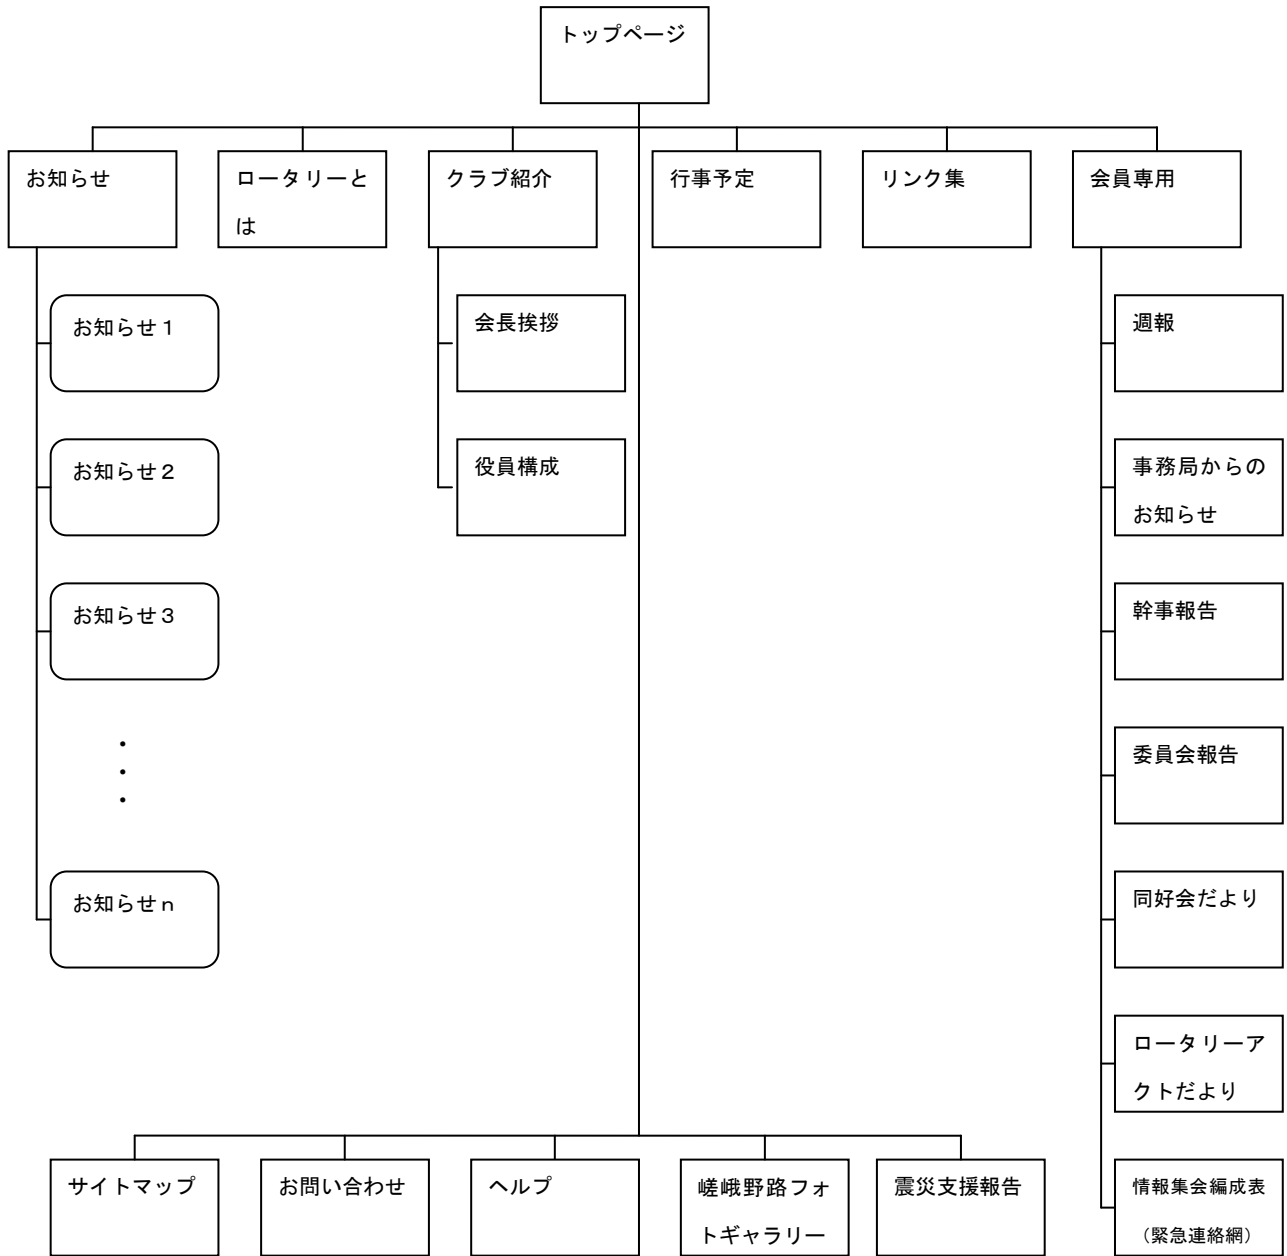 トップページ
お知らせ
ロータリーと
は
クラブ紹介
行事予定
リンク集
会員専用
お知らせ１
お知らせ２
お知らせ３
・
・
・
お知らせｎ
会長挨拶
役員構成
週報
事務局からの
お知らせ
幹事報告
委員会報告
同好会だより
ロータリーア
クトだより
情報集会編成表
（緊急連絡網）
サイトマップ
お問い合わせ
ヘルプ
嵯峨野路フォ
トギャラリー
震災支援報告